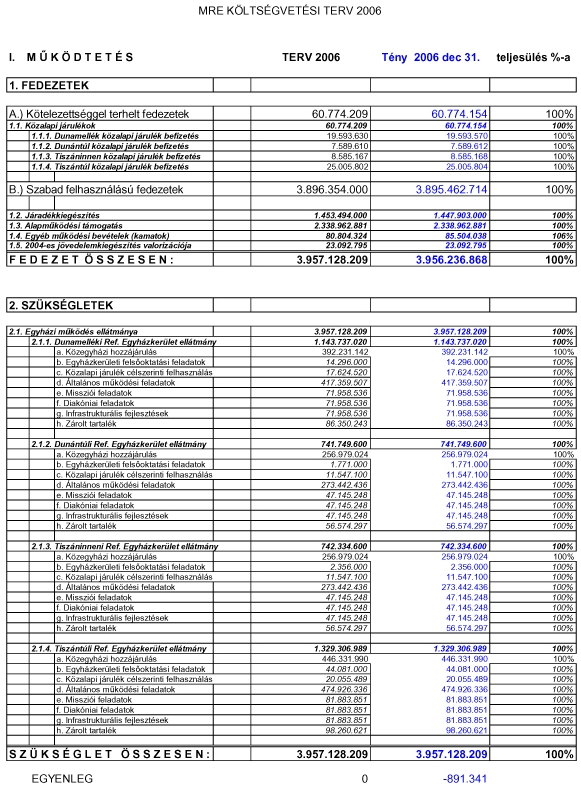 MRE KÖLTSÉGVETÉSI TERV 2006
I. MŰKÖDTETÉS TERV 2006 Tény 2006 dec 31. teljesülés %-a
1. FEDEZETEK
A.) Kötelezettséggel terhelt fedezetek 60.774.209 60.774.154 100%
1.1. Közalapi járulékok 60.774.209 60.774.154 100%
1.1.1. Dunamellék közalapi járulék befizetés 19.593.630 19.593.570 100%
1.1.2. Dunántúl közalapi járulék befizetés 7.589.610 7.589.612 100%
1.1.3. Tiszáninnen közalapi járulék befizetés 8.585.167 8.585.168 100%
1.1.4. Tiszántúl közalapi járulék befizetés 25.005.802 25.005.804 100%
B.) Szabad felhasználású fedezetek 3.896.354.000 3.895.462.714 100%
1.2. Járadékkiegészítés 1.453.494.000 1.447.903.000 100%
1.3. Alapműködési támogatás 2.338.962.881 2.338.962.881 100%
1.4. Egyéb működési bevételek (kamatok) 80.804.324 85.504.038 106%
1.5. 2004-es jövedelemkiegészítés valorizációja 23.092.795 23.092.795 100%
FEDEZET ÖSSZESEN: 3.957.128.209 3.956.236.868 100%
2. SZÜKSÉGLETEK
2.1. Egyházi működés ellátmánya 3.957.128.209 3.957.128.209 100%
2.1.1. Dunamelléki Ref. Egyházkerület ellátmány 1.143.737.020 1.143.737.020 100%
a. Közegyházi hozzájárulás 392.231.142 392.231.142 100%
b. Egyházkerületi felsőoktatási feladatok 14.296.000 14.296.000 100%
c. Közalapi járulék célszerinti felhasználás 17.624.520 17.624.520 100%
d. Általános működési feladatok 417.359.507 417.359.507 100%
e. Missziói feladatok 71.958.536 71.958.536 100%
f. Diakóniai feladatok 71.958.536 71.958.536 100%
g. Infrastrukturális fejlesztések 71.958.536 71.958.536 100%
h. Zárolt tartalék 86.350.243 86.350.243 100%
2.1.2. Dunántúli Ref. Egyházkerület ellátmány 741.749.600 741.749.600 100%
a. Közegyházi hozzájárulás 256.979.024 256.979.024 100%
b. Egyházkerületi felsőoktatási feladatok 1.771.000 1.771.000 100%
c. Közalapi járulék célszerinti felhasználás 11.547.100 11.547.100 100%
d. Általános működési feladatok 273.442.436 273.442.436 100%
e. Missziói feladatok 47.145.248 47.145.248 100%
f. Diakóniai feladatok 47.145.248 47.145.248 100%
g. Infrastrukturális fejlesztések 47.145.248 47.145.248 100%
h. Zárolt tartalék 56.574.297 56.574.297 100%
2.1.3. Tiszáninneni Ref. Egyházkerület ellátmány 742.334.600 742.334.600 100%
a. Közegyházi hozzájárulás 256.979.024 256.979.024 100%
b. Egyházkerületi felsőoktatási feladatok 2.356.000 2.356.000 100%
c. Közalapi járulék célszerinti felhasználás 11.547.100 11.547.100 100%
d. Általános működési feladatok 273.442.436 273.442.436 100%
e. Missziói feladatok 47.145.248 47.145.248 100%
f. Diakóniai feladatok 47.145.248 47.145.248 100%
g. Infrastrukturális fejlesztések 47.145.248 47.145.248 100%
h. Zárolt tartalék 56.574.297 56.574.297 100%
2.1.4. Tiszántúli Ref. Egyházkerület ellátmány 1.329.306.989 1.329.306.989 100%
a. Közegyházi hozzájárulás 446.331.990 446.331.990 100%
b. Egyházkerületi felsőoktatási feladatok 44.081.000 44.081.000 100%
c. Közalapi járulék célszerinti felhasználás 20.055.489 20.055.489 100%
d. Általános működési feladatok 474.926.336 474.926.336 100%
e. Missziói feladatok 81.883.851 81.883.851 100%
f. Diakóniai feladatok 81.883.851 81.883.851 100%
g. Infrastrukturális fejlesztések 81.883.851 81.883.851 100%
h. Zárolt tartalék 98.260.621 98.260.621 100%
SZÜKSÉGLET ÖSSZESEN: 3.957.128.209 3.957.128.209 100%
EGYENLEG 0 -891.341